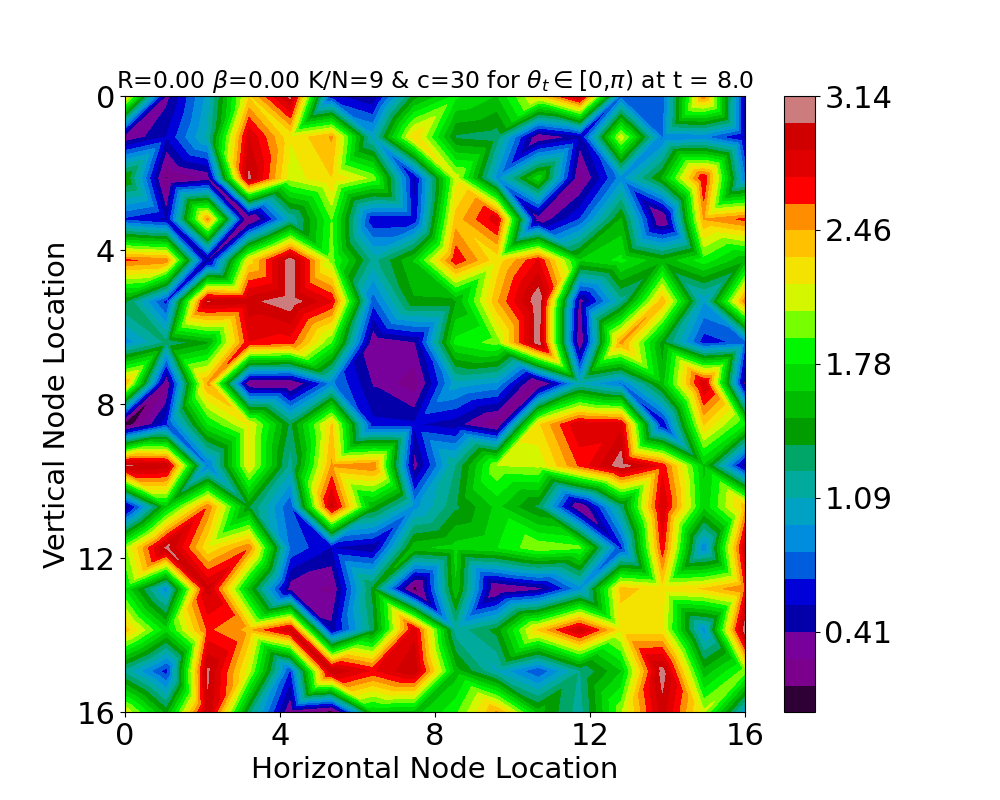 R=0.00 β=0.00 K/N=9 & c=30 for θₜ ∈ [0,π) at t = 8.0
0
4
8
12
16
Vertical Node Location
0 4 8 12 16
Horizontal Node Location
3.14
2.46
1.78
1.09
0.41